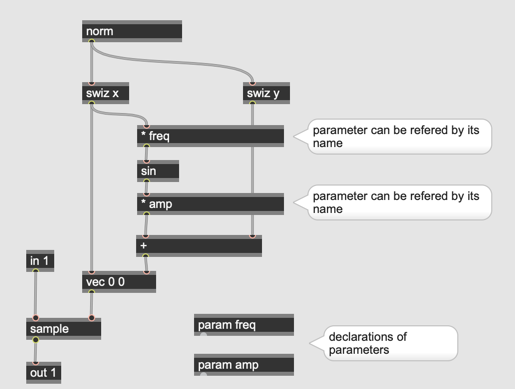 norm
swiz x
swiz y
* freq
parameter can be refered by its
name
sin
* amp
parameter can be refered by its
name
+
in 1
vec 0 0
sample
param freq
declarations of
parameters
out 1
param amp